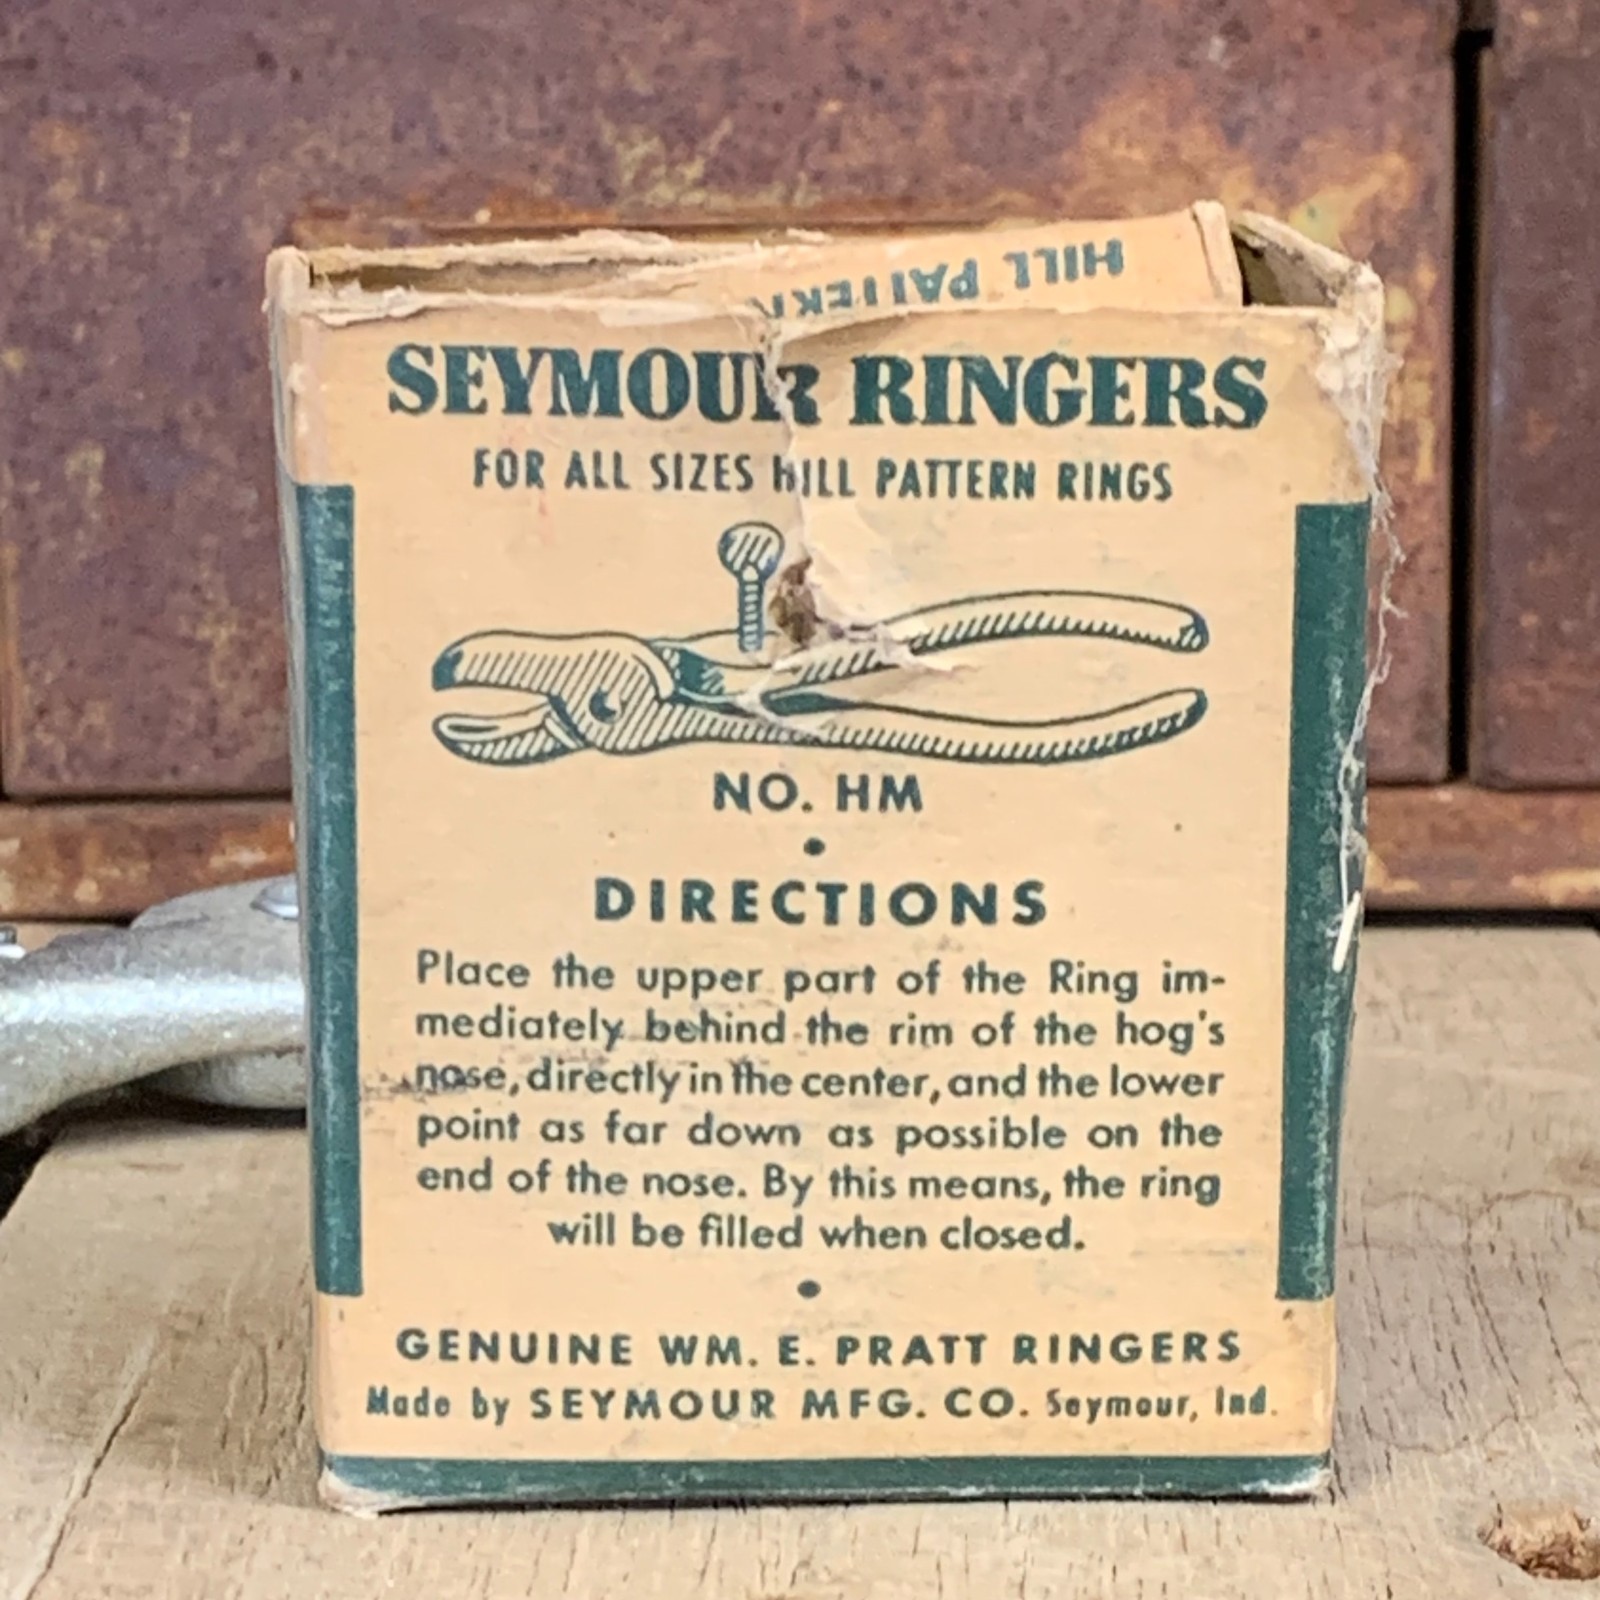 HILL PATTERN
SEYMOUR RINGERS
FOR ALL SIZES HILL PATTERN RINGS
NO. HM
•
DIRECTIONS
Place the upper part of the Ring im-
mediately behind the rim of the hog's
nose, directly in the center, and the lower
point as far down as possible on the
end of the nose. By this means, the ring
will be filled when closed.
•
GENUINE WM. E. PRATT RINGERS
Made by SEYMOUR MFG. CO. Seymour, Ind.